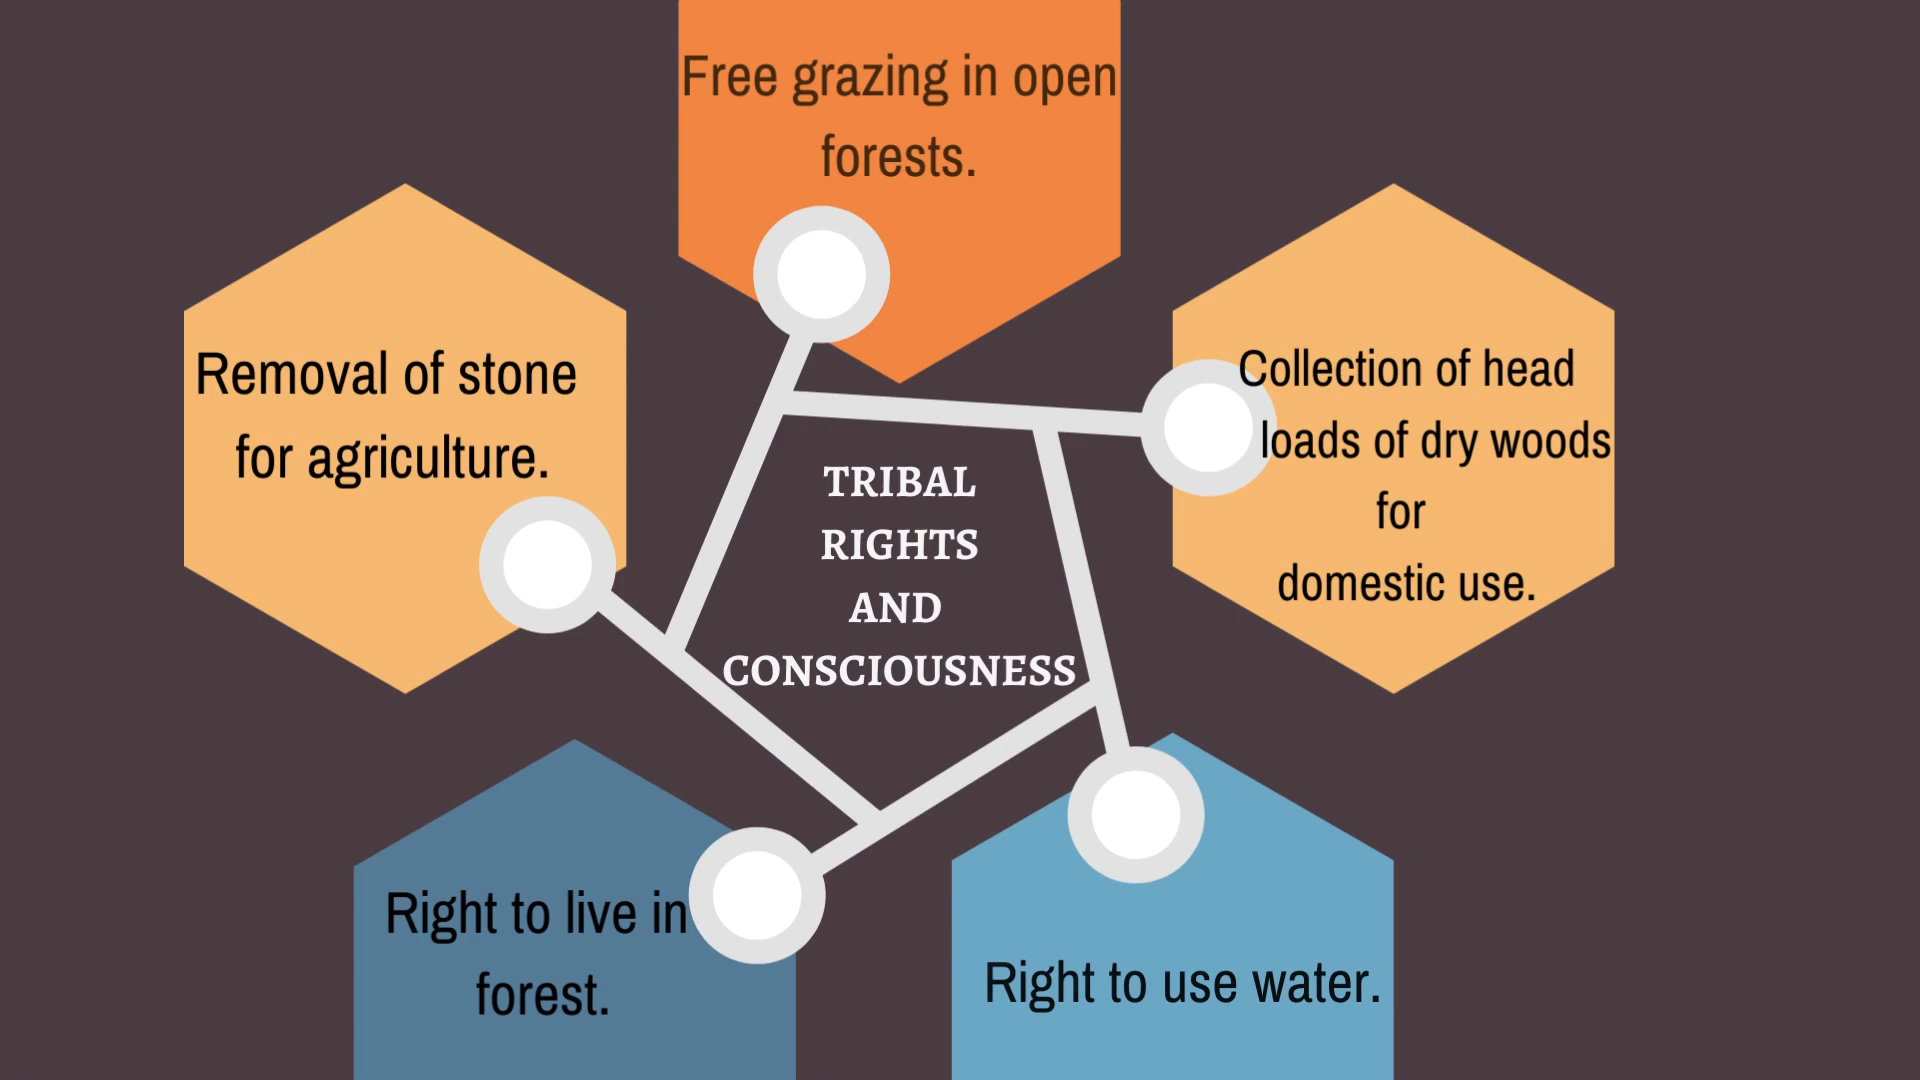 Free grazing in open
forests.
Removal of stone
for agriculture.
Collection of head
loads of dry woods
for
domestic use.
TRIBAL
RIGHTS
AND
CONSCIOUSNESS
Right to live in
forest.
Right to use water.